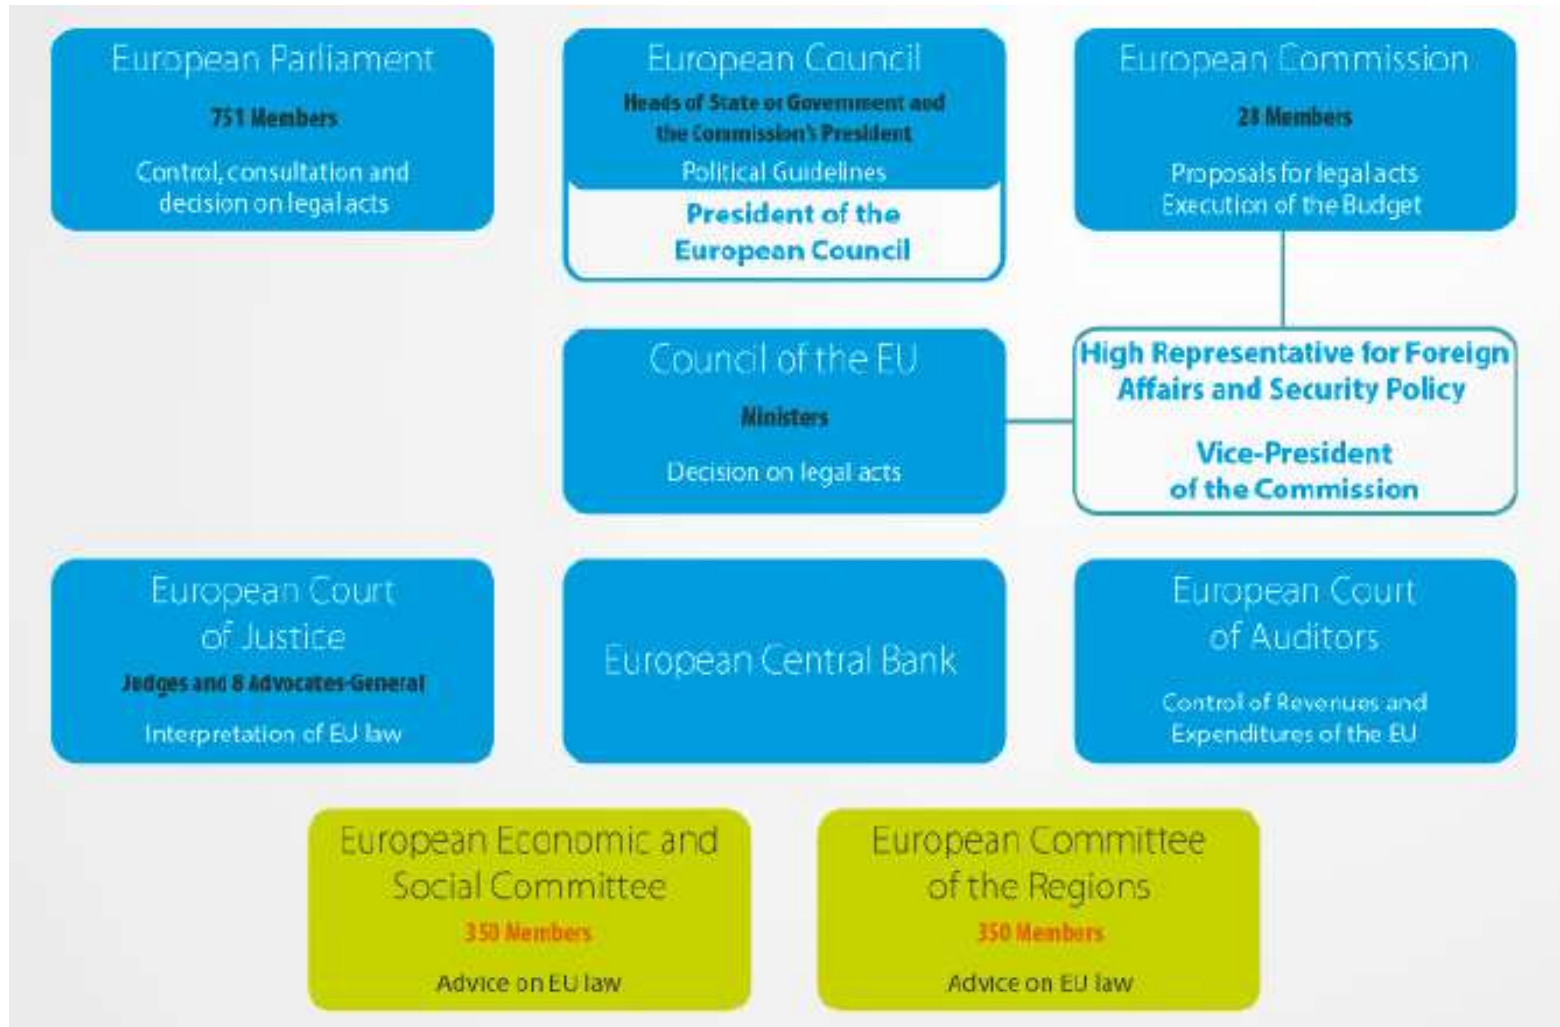 European Parliament
751 Members
Control, consultation and
decision on legal acts
European Council
Heads of State or Government and
the Commission's President
Political Guidelines
President of the
European Council
European Commission
28 Members
Proposals for legal acts
Execution of the Budget
Council of the EU
Ministers
Decision on legal acts
High Representative for Foreign
Affairs and Security Policy
Vice-President
of the Commission
European Court
of Justice
Judges and 8 Advocates-General
Interpretation of EU law
European Central Bank
European Court
of Auditors
Control of Revenues and
Expenditures of the EU
European Economic and
Social Committee
350 Members
Advice on EU law
European Committee
of the Regions
350 Members
Advice on EU law